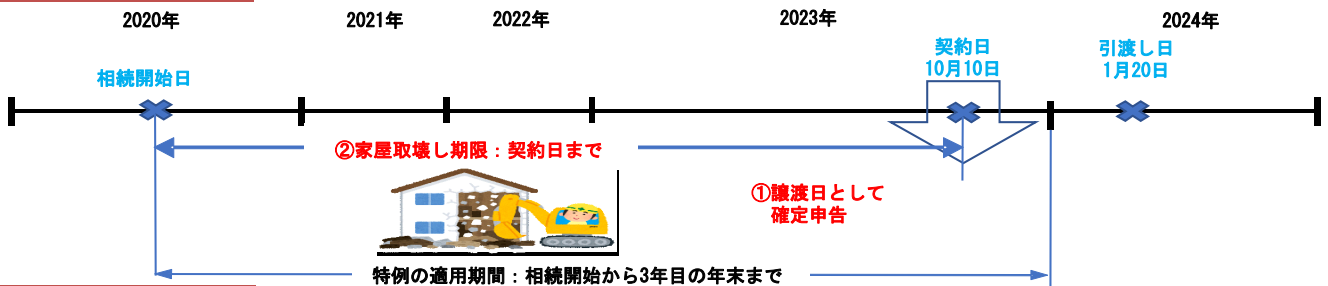 2020年
2021年
2022年
2023年
2024年
相続開始日
契約日
10月10日
引渡し日
1月20日
②家屋取壊し期限：契約日まで
①譲渡日として
確定申告
特例の適用期間：相続開始から3年目の年末まで